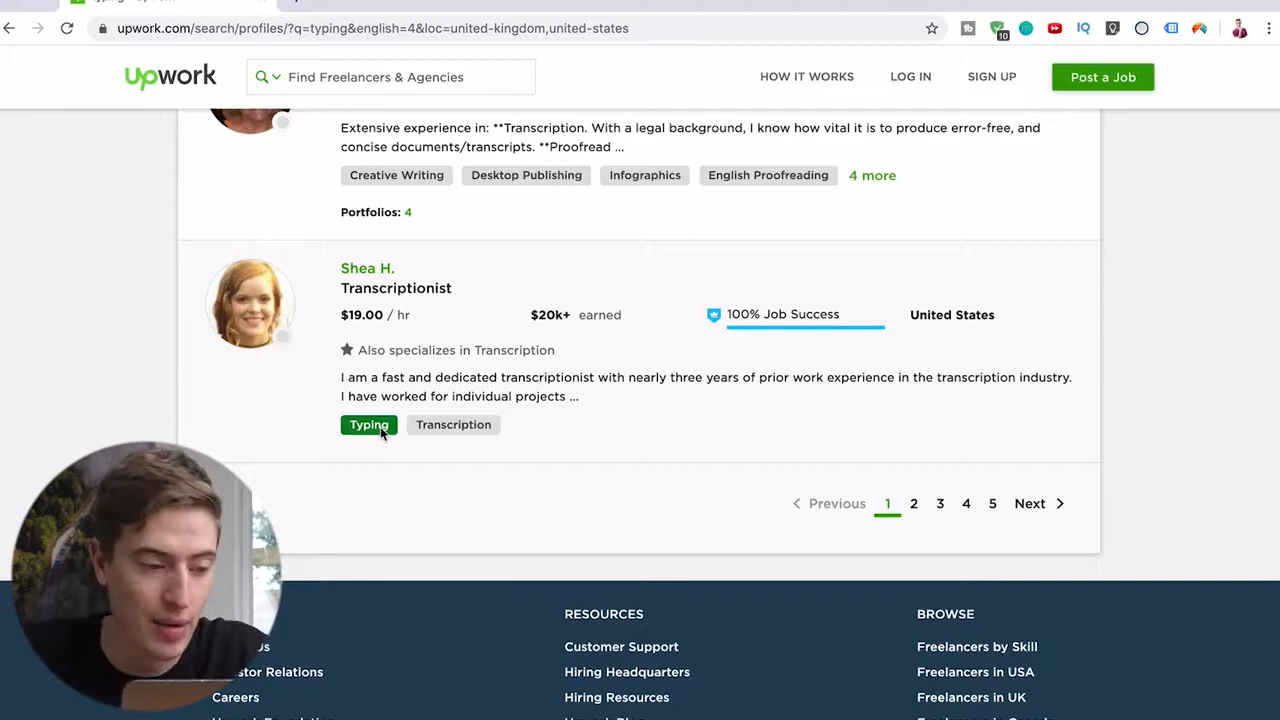 upwork.com/search/profiles/?q=typing&english=4&loc=united-kingdom,united-states
10
upwork
Find Freelancers & Agencies
HOW IT WORKS
LOG IN
SIGN UP
Post a Job
Extensive experience in: **Transcription. With a legal background, I know how vital it is to produce error-free, and
concise documents/transcripts. **Proofread ...
Creative Writing
Desktop Publishing
Infographics
English Proofreading
4 more
Portfolios: 4
Shea H.
Transcriptionist
$19.00 / hr
$20k+ earned
100% Job Success
United States
Also specializes in Transcription
I am a fast and dedicated transcriptionist with nearly three years of prior work experience in the transcription industry.
I have worked for individual projects ...
Typing
Transcription
Previous
1
2
3
4
5
Next
RESOURCES
BROWSE
Us
Customer Support
Freelancers by Skill
stor Relations
Hiring Headquarters
Freelancers in USA
Careers
Hiring Resources
Freelancers in UK